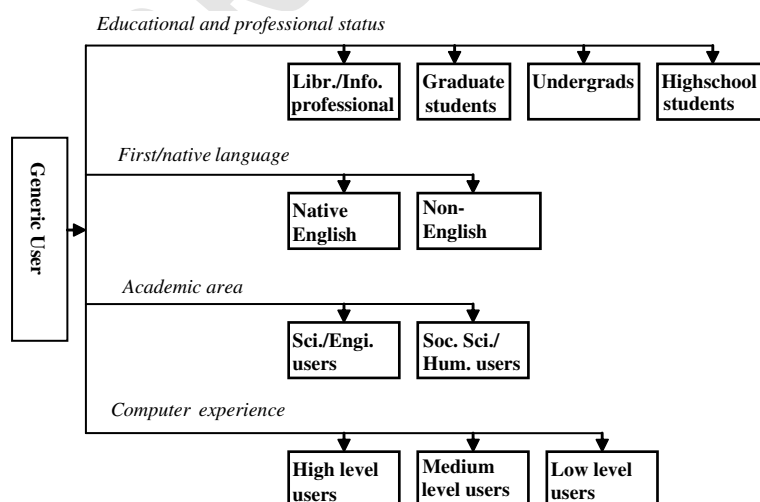 Educational and professional status
Libr./Info.
professional
Graduate
students
Undergrads
Highschool
students
Generic User
First/native language
Native
English
Non-
English
Academic area
Sci./Engi.
users
Soc. Sci./
Hum. users
Computer experience
High level
users
Medium
level users
Low level
users